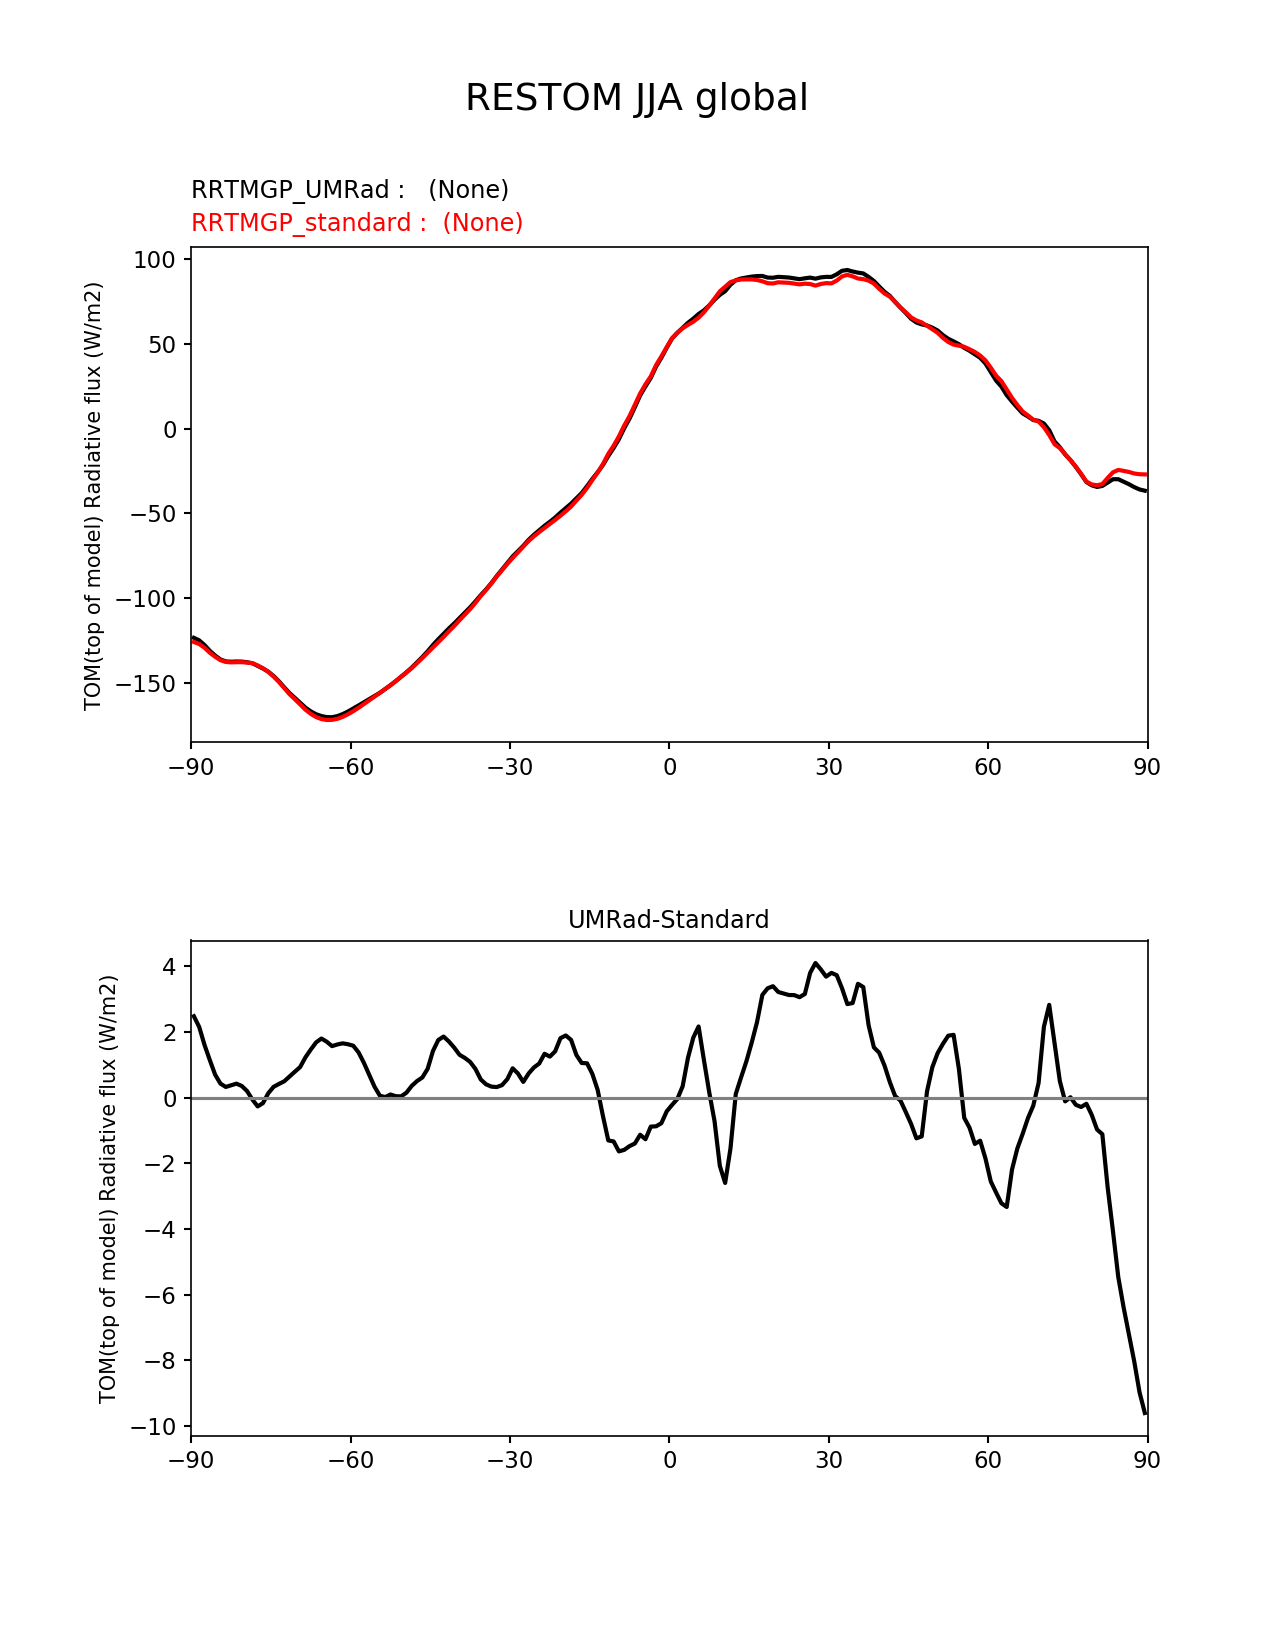 RESTOM JJA global
RRTMGP_UMRad :   (None)
RRTMGP_standard :  (None)
TOM(top of model) Radiative flux (W/m2)
100
50
0
−50
−100
−150
−90 −60 −30 0 30 60 90
UMRad-Standard
TOM(top of model) Radiative flux (W/m2)
4
2
0
−2
−4
−6
−8
−10
−90 −60 −30 0 30 60 90